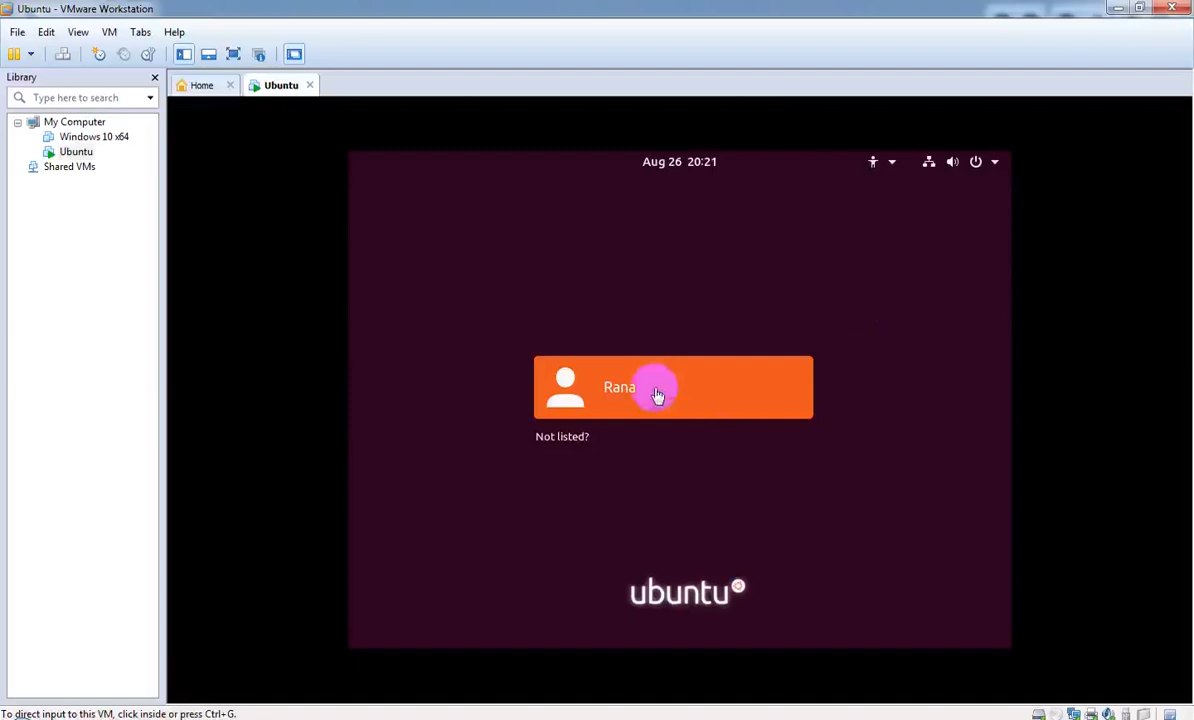 Ubuntu - VMware Workstation
File Edit View VM Tabs Help
Library
Type here to search
My Computer
Windows 10 x64
Ubuntu
Shared VMs
Home
Ubuntu
Aug 26 20:21
Rana
Not listed?
ubuntu
To direct input to this VM, click inside or press Ctrl+G.